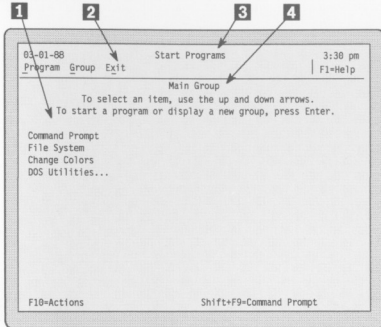 1 2 3 4
03-01-88 Start Programs 3:30 pm
Program Group Exit F1=Help
Main Group
To select an item, use the up and down arrows.
To start a program or display a new group, press Enter.
Command Prompt
File System
Change Colors
DOS Utilities...
F10=Actions Shift+F9=Command Prompt